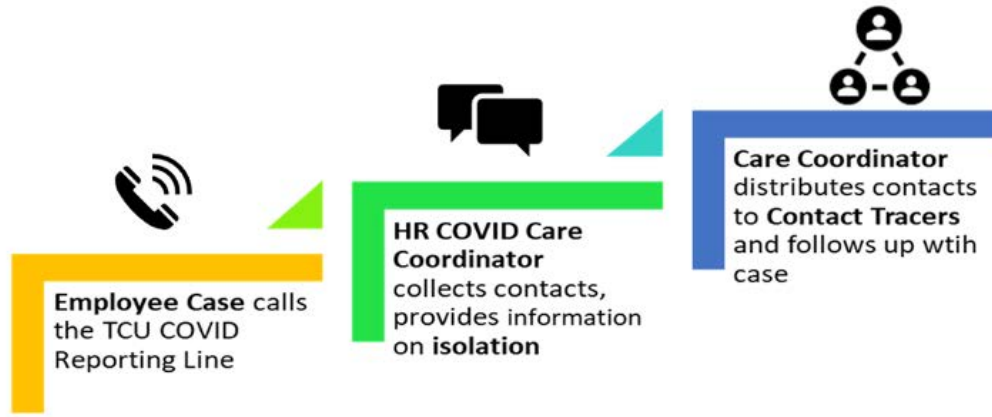 Employee Case calls
the TCU COVID
Reporting Line
HR COVID Care
Coordinator
collects contacts,
provides information
on isolation
Care Coordinator
distributes contacts
to Contact Tracers
and follows up wtih
case